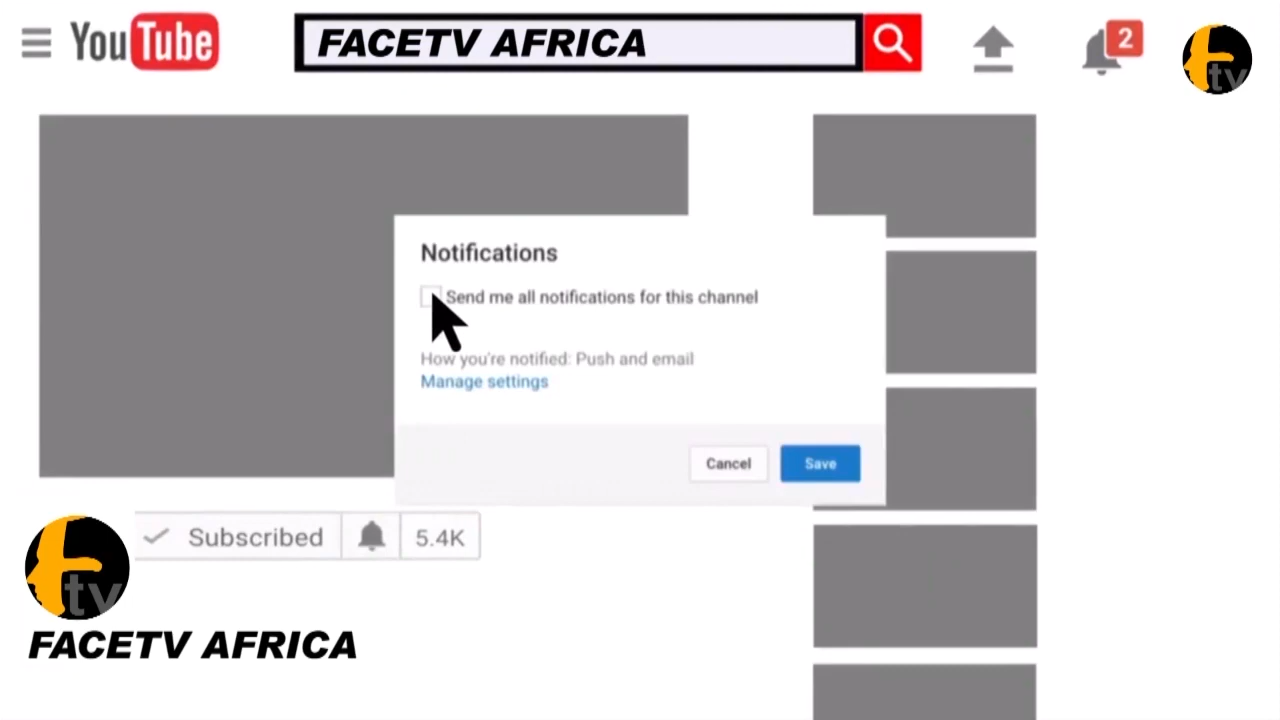 YouTube
FACETV AFRICA
2
tv
Notifications
Send me all notifications for this channel
How you're notified: Push and email
Manage settings
Cancel
Save
Subscribed
5.4K
tv
FACETV AFRICA